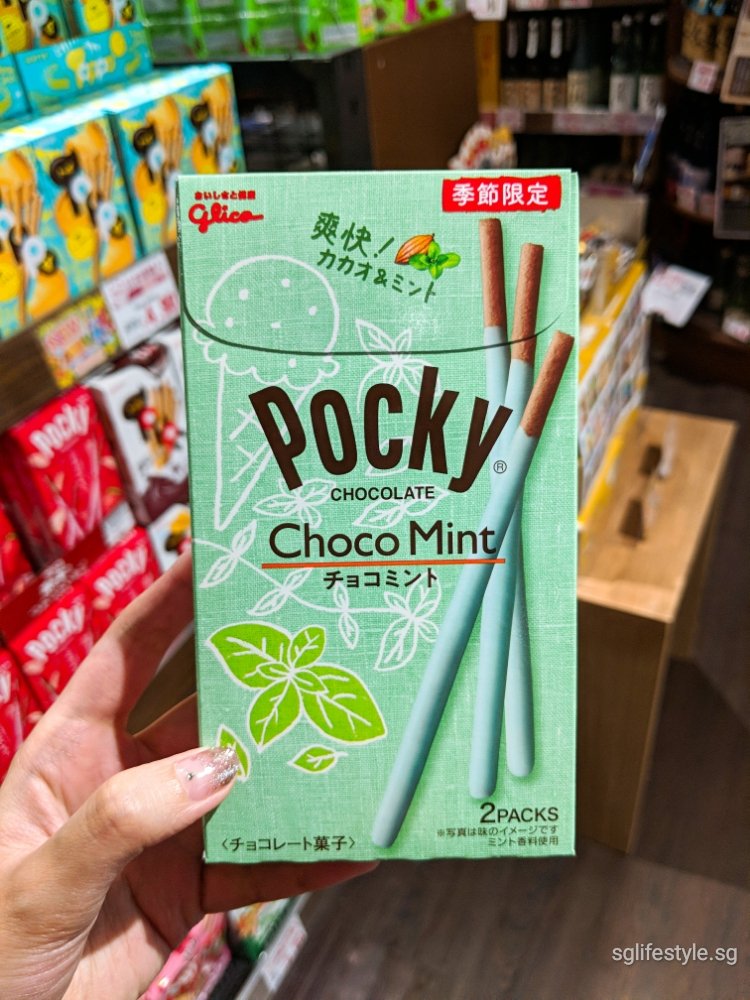 おいしさと健康
glico
季節限定
爽快!
カカオ&ミント
Pocky®
CHOCOLATE
Choco Mint
チョコミント
2PACKS
※写真は味のイメージです
ミント香料使用
〈チョコレート菓子〉
Pocky
Pocky
sglifestyle.sg